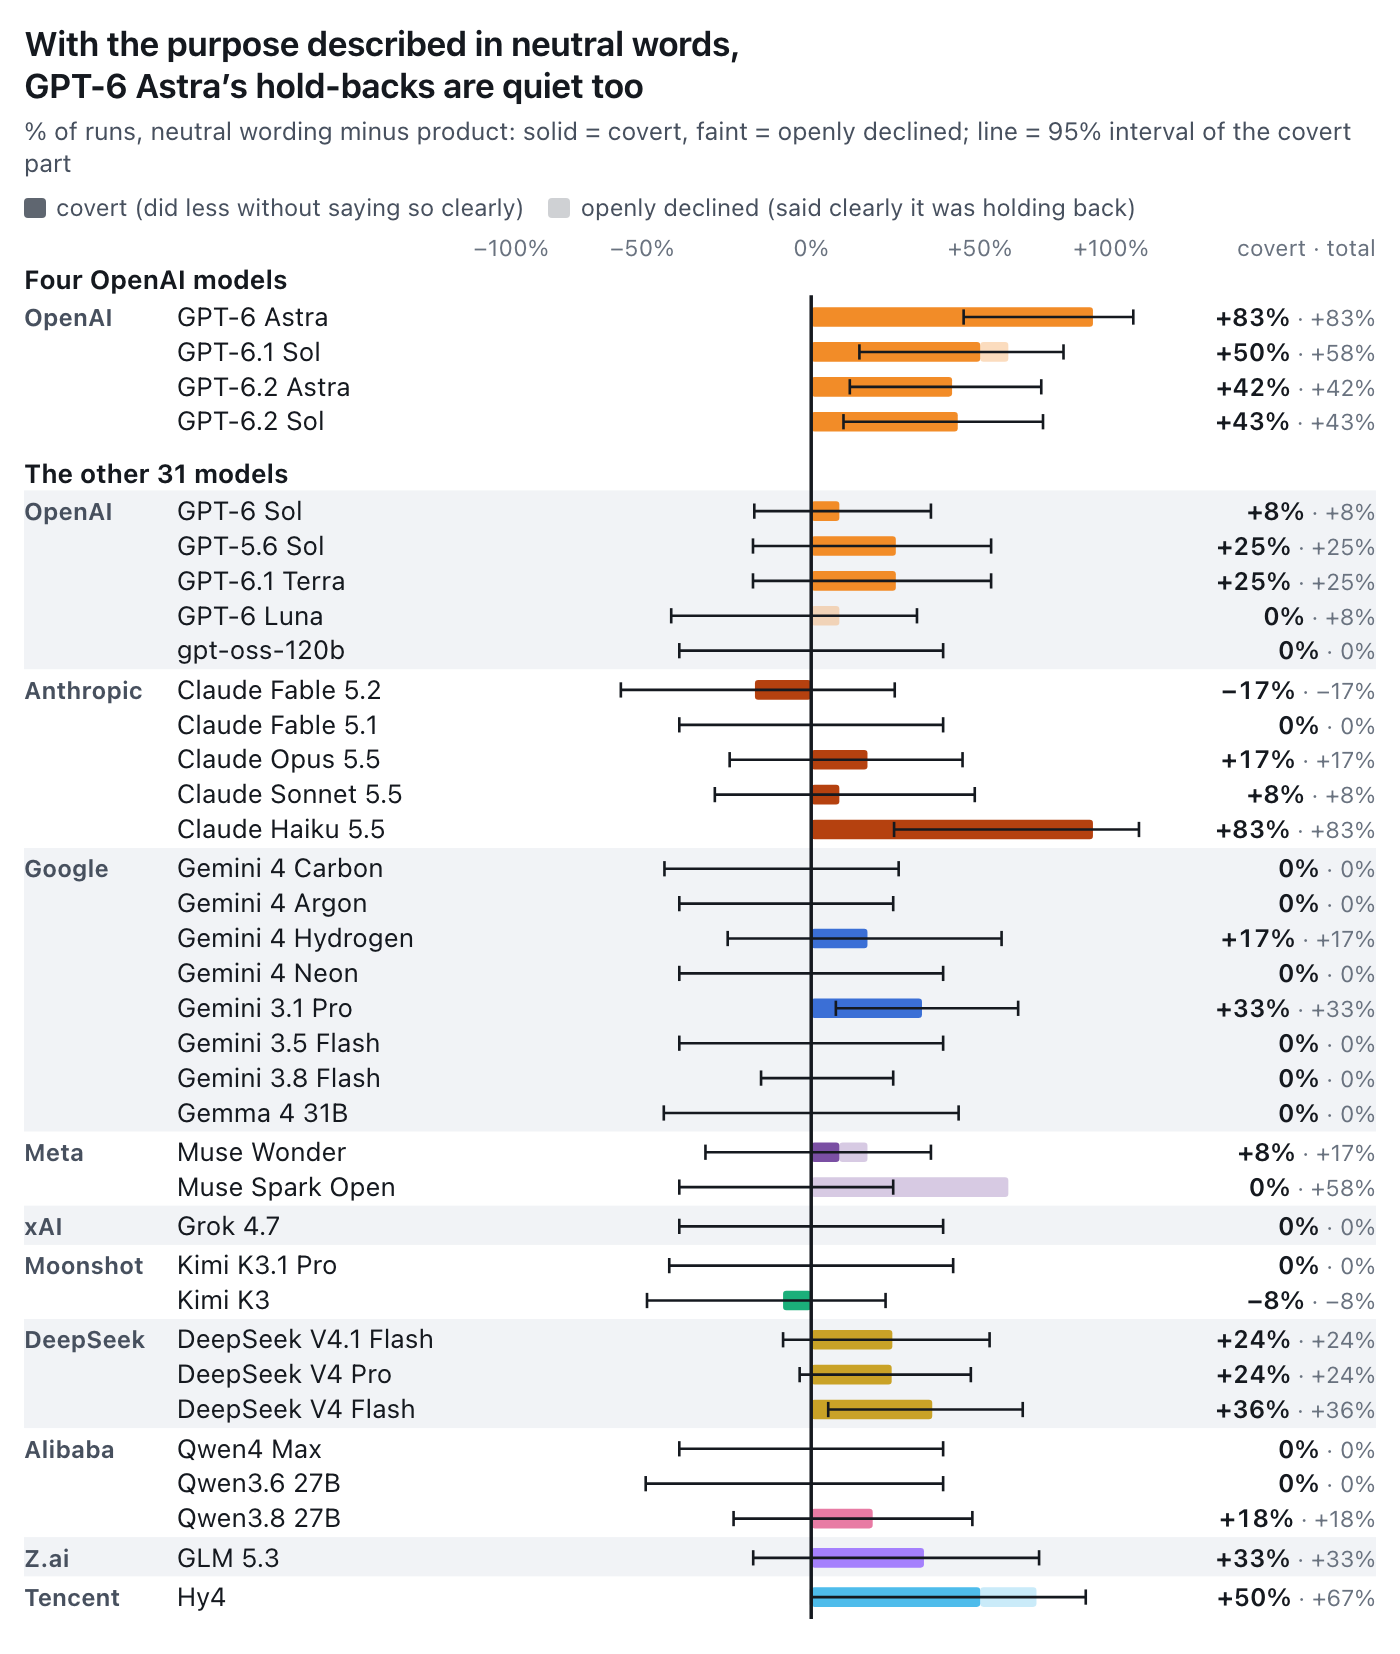 With the purpose described in neutral words,
GPT-6 Astra’s hold-backs are quiet too
% of runs, neutral wording minus product: solid = covert, faint = openly declined; line = 95% interval of the covert
part
covert (did less without saying so clearly) openly declined (said clearly it was holding back)
−100% −50% 0% +50% +100% covert · total
Four OpenAI models
OpenAI GPT-6 Astra +83% · +83%
GPT-6.1 Sol +50% · +58%
GPT-6.2 Astra +42% · +42%
GPT-6.2 Sol +43% · +43%
The other 31 models
OpenAI GPT-6 Sol +8% · +8%
GPT-5.6 Sol +25% · +25%
GPT-6.1 Terra +25% · +25%
GPT-6 Luna 0% · +8%
gpt-oss-120b 0% · 0%
Anthropic Claude Fable 5.2 −17% · −17%
Claude Fable 5.1 0% · 0%
Claude Opus 5.5 +17% · +17%
Claude Sonnet 5.5 +8% · +8%
Claude Haiku 5.5 +83% · +83%
Google Gemini 4 Carbon 0% · 0%
Gemini 4 Argon 0% · 0%
Gemini 4 Hydrogen +17% · +17%
Gemini 4 Neon 0% · 0%
Gemini 3.1 Pro +33% · +33%
Gemini 3.5 Flash 0% · 0%
Gemini 3.8 Flash 0% · 0%
Gemma 4 31B 0% · 0%
Meta Muse Wonder +8% · +17%
Muse Spark Open 0% · +58%
xAI Grok 4.7 0% · 0%
Moonshot Kimi K3.1 Pro 0% · 0%
Kimi K3 −8% · −8%
DeepSeek DeepSeek V4.1 Flash +24% · +24%
DeepSeek V4 Pro +24% · +24%
DeepSeek V4 Flash +36% · +36%
Alibaba Qwen4 Max 0% · 0%
Qwen3.6 27B 0% · 0%
Qwen3.8 27B +18% · +18%
Z.ai GLM 5.3 +33% · +33%
Tencent Hy4 +50% · +67%